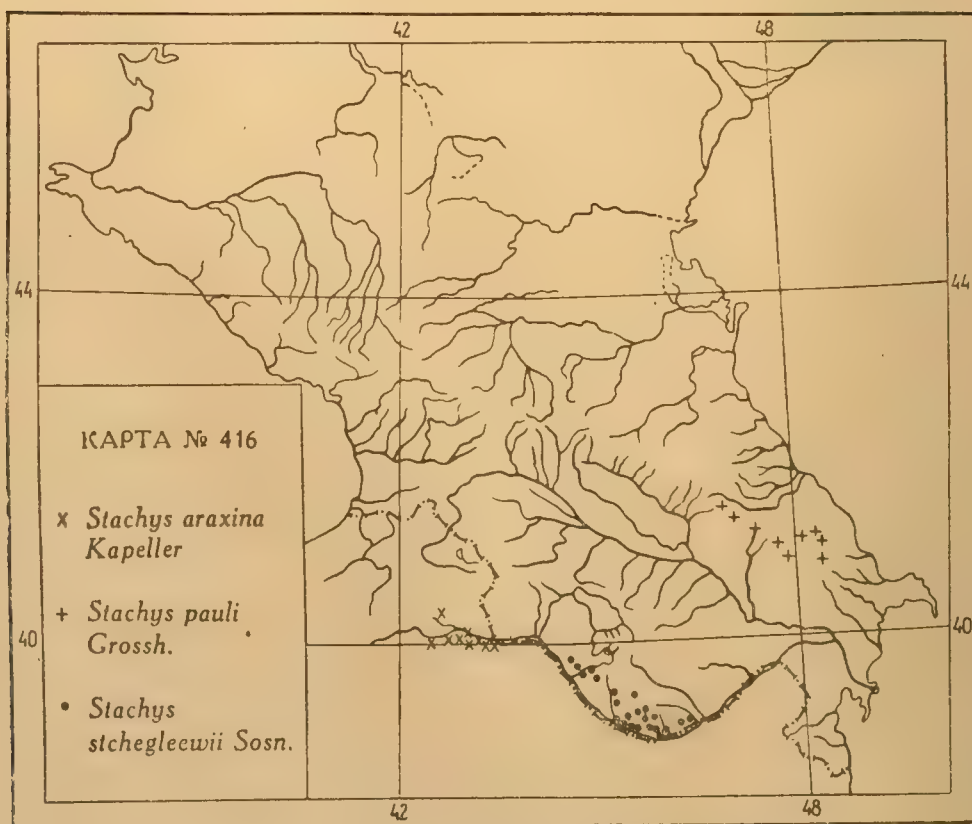 42 48
44 44
КАРТА № 416
x Stachys araxina
Kapeller
+ Stachys pauli
Grossh.
40 40
• Stachys
stchegleewii Sosn.
42 48